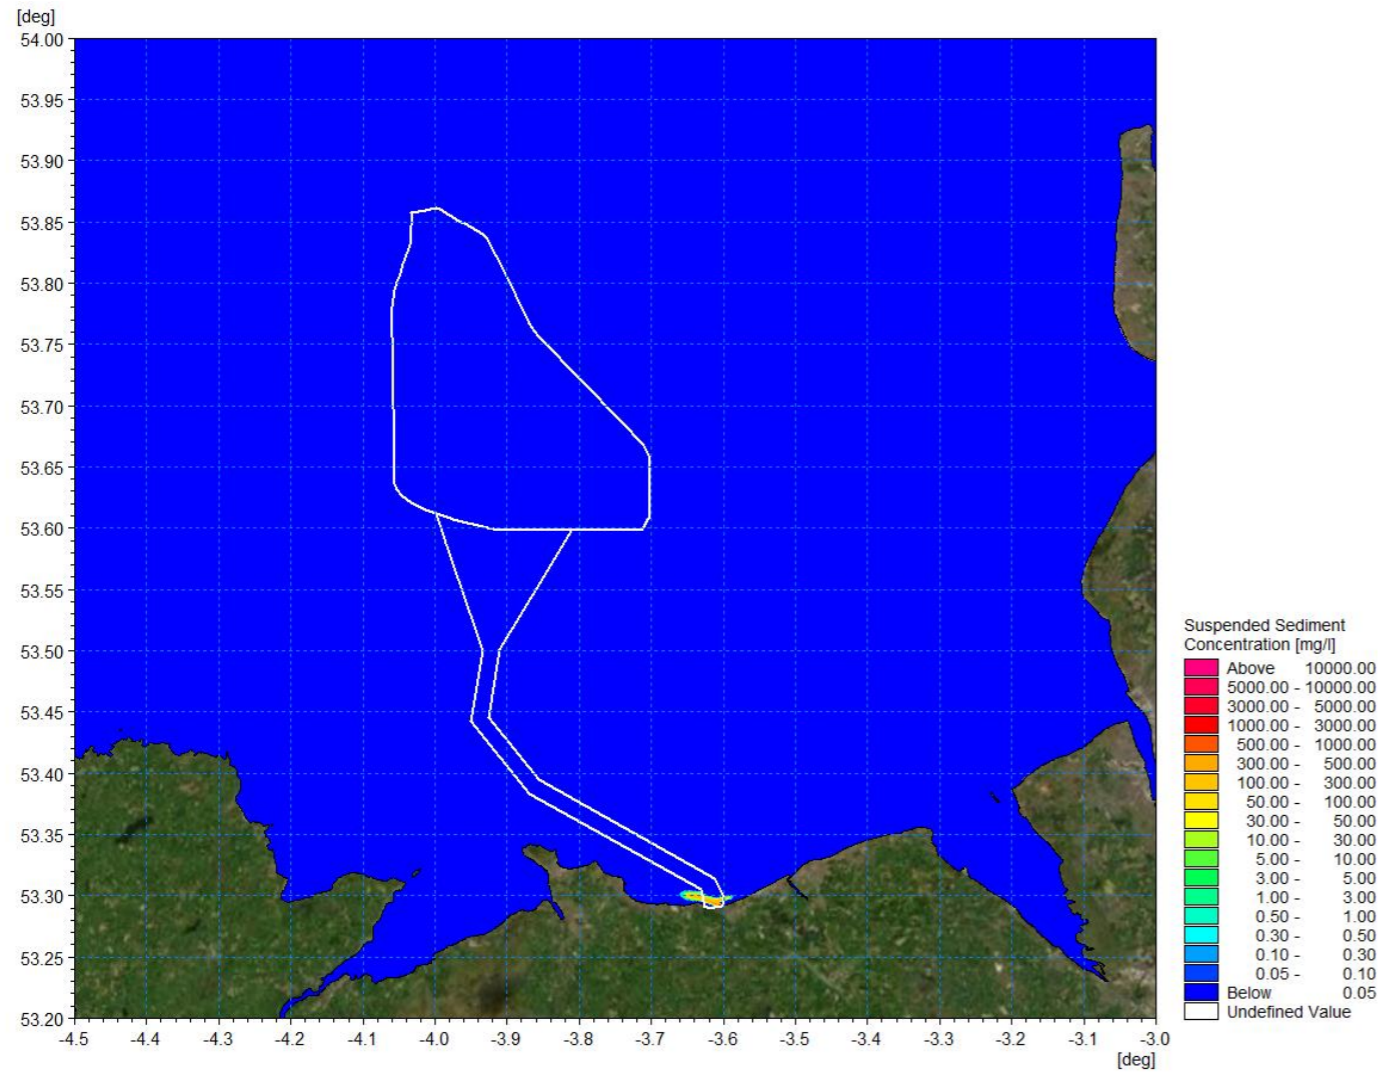 [deg]
54.00
53.95
53.90
53.85
53.80
53.75
53.70
53.65
53.60
53.55
53.50
53.45
53.40
53.35
53.30
53.25
53.20
-4.5 -4.4 -4.3 -4.2 -4.1 -4.0 -3.9 -3.8 -3.7 -3.6 -3.5 -3.4 -3.3 -3.2 -3.1 -3.0
[deg]
Suspended Sediment
Concentration [mg/l]
Above 10000.00
5000.00 - 10000.00
3000.00 - 5000.00
1000.00 - 3000.00
500.00 - 1000.00
300.00 - 500.00
100.00 - 300.00
50.00 - 100.00
30.00 - 50.00
10.00 - 30.00
5.00 - 10.00
3.00 - 5.00
1.00 - 3.00
0.50 - 1.00
0.30 - 0.50
0.10 - 0.30
0.05 - 0.10
Below 0.05
Undefined Value